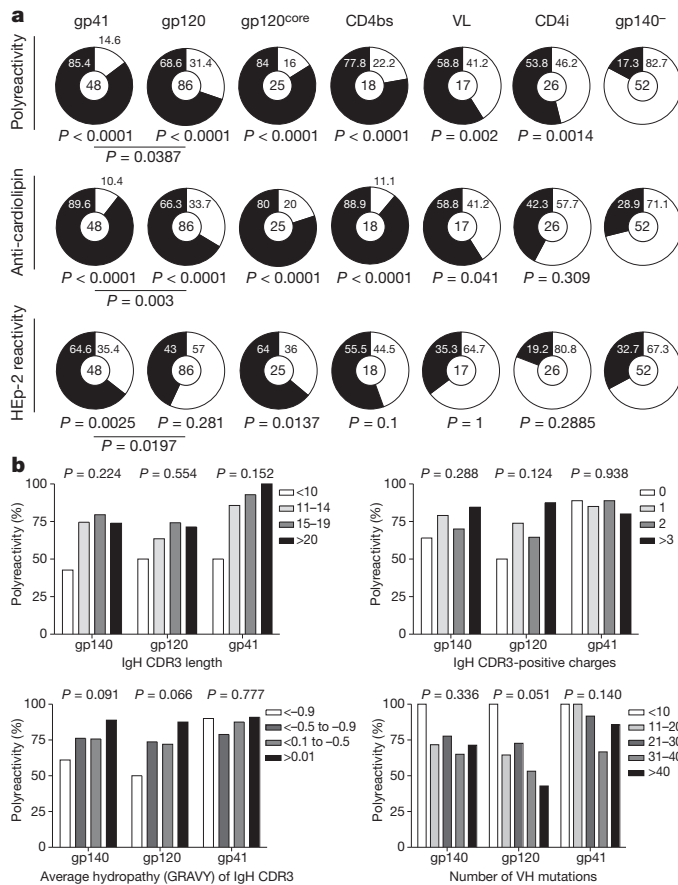 a
gp41 gp120 gp120core CD4bs VL CD4i gp140−
Polyreactivity
85.4 14.6 48
68.6 31.4 86
84 16 25
77.8 22.2 18
58.8 41.2 17
53.8 46.2 26
17.3 82.7 52
P < 0.0001 P < 0.0001 P < 0.0001 P < 0.0001 P = 0.002 P = 0.0014
P = 0.0387
Anti-cardiolipin
89.6 10.4 48
66.3 33.7 86
80 20 25
88.9 11.1 18
58.8 41.2 17
42.3 57.7 26
28.9 71.1 52
P < 0.0001 P < 0.0001 P < 0.0001 P < 0.0001 P = 0.041 P = 0.309
P = 0.003
HEp-2 reactivity
64.6 35.4 48
43 57 86
64 36 25
55.5 44.5 18
35.3 64.7 17
19.2 80.8 26
32.7 67.3 52
P = 0.0025 P = 0.281 P = 0.0137 P = 0.1 P = 1 P = 0.2885
P = 0.0197
b
P = 0.224 P = 0.554 P = 0.152
Polyreactivity (%)
100
75
50
25
0
gp140 gp120 gp41
IgH CDR3 length
<10
11–14
15–19
>20
P = 0.288 P = 0.124 P = 0.938
Polyreactivity (%)
100
75
50
25
0
gp140 gp120 gp41
IgH CDR3-positive charges
0
1
2
>3
P = 0.091 P = 0.066 P = 0.777
Polyreactivity (%)
100
75
50
25
0
gp140 gp120 gp41
Average hydropathy (GRAVY) of IgH CDR3
<–0.9
<–0.5 to –0.9
<0.1 to –0.5
>0.01
P = 0.336 P = 0.051 P = 0.140
Polyreactivity (%)
100
75
50
25
0
gp140 gp120 gp41
Number of VH mutations
<10
11–20
21–30
31–40
>40